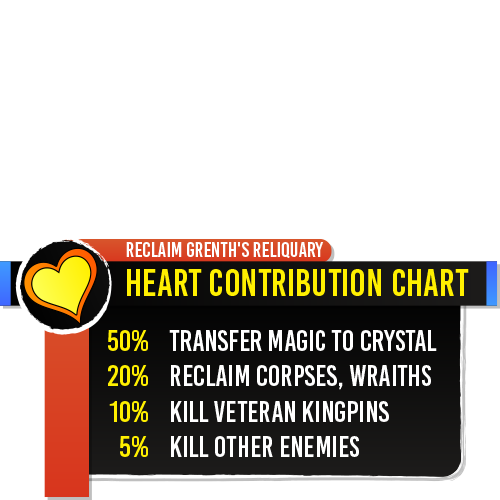 RECLAIM GRENTH'S RELIQUARY
HEART CONTRIBUTION CHART
50% TRANSFER MAGIC TO CRYSTAL
20% RECLAIM CORPSES, WRAITHS
10% KILL VETERAN KINGPINS
5% KILL OTHER ENEMIES